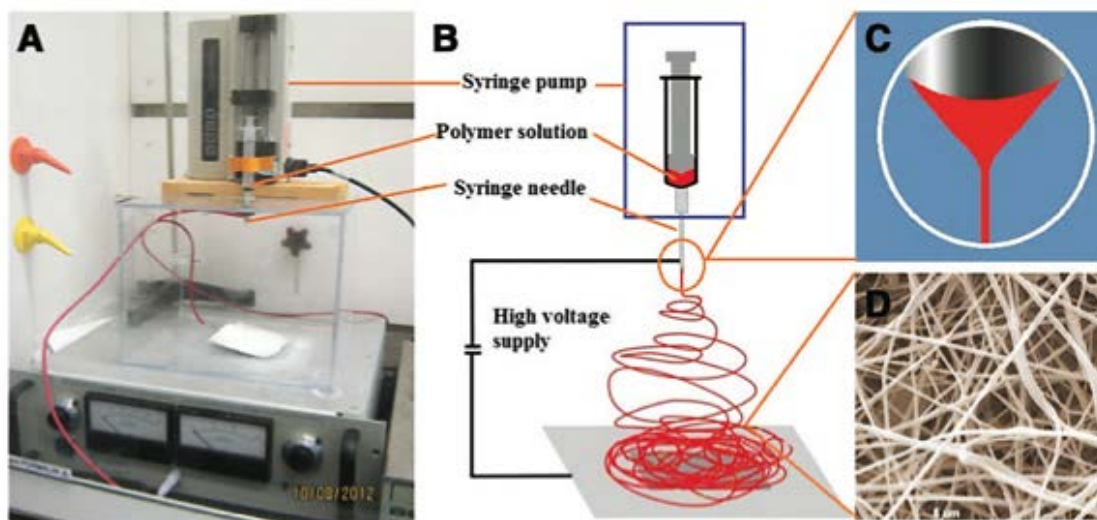 A
B
C
Syringe pump
Polymer solution
Syringe needle
High voltage
supply
D
10/08/2012